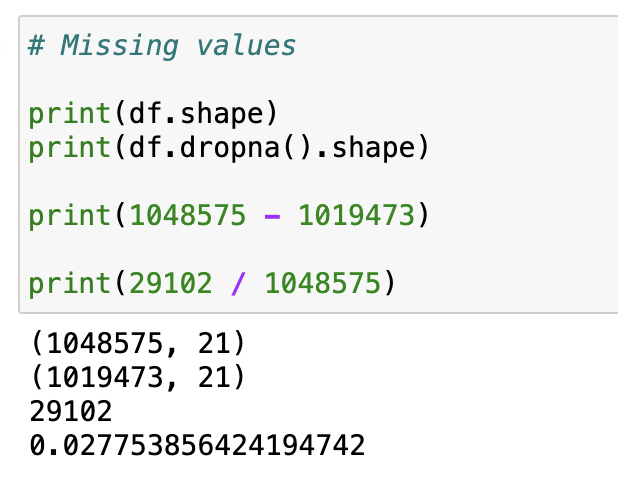 # Missing values
print(df.shape)
print(df.dropna().shape)
print(1048575 - 1019473)
print(29102 / 1048575)
(1048575, 21)
(1019473, 21)
29102
0.027753856424194742